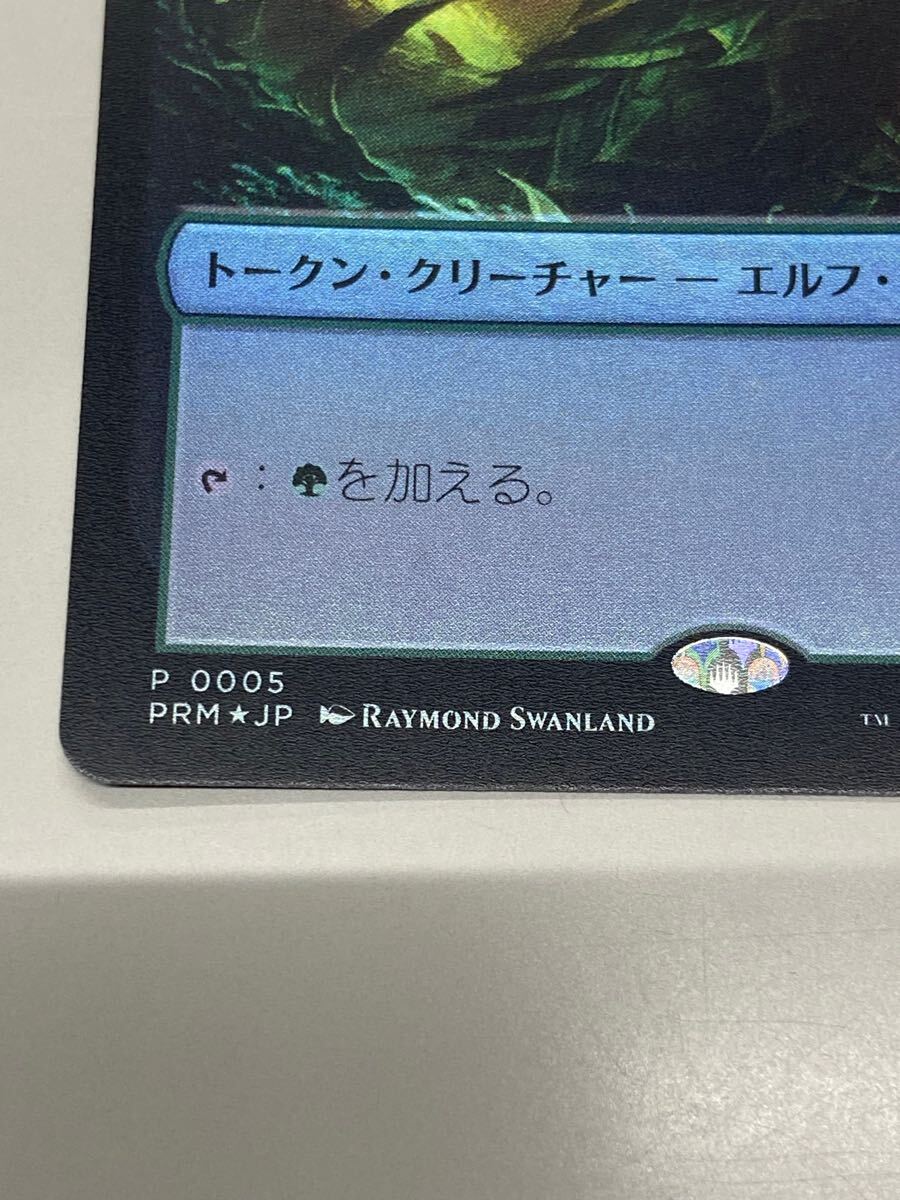 トークン・クリーチャー — エルフ・
：を加える。
P 0005
PRM★JP RAYMOND SWANLAND
™